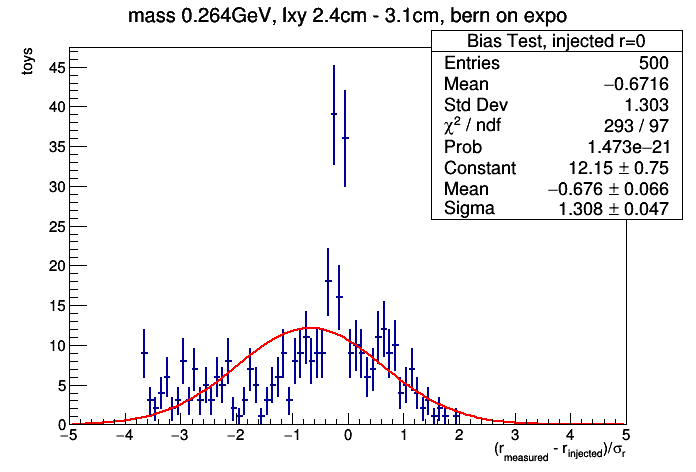 mass 0.264GeV, lxy 2.4cm - 3.1cm, bern on expo
toys
Bias Test, injected r=0
Entries 500
Mean −0.6716
Std Dev 1.303
χ² / ndf 293 / 97
Prob 1.473e−21
Constant 12.15 ± 0.75
Mean −0.676 ± 0.066
Sigma 1.308 ± 0.047
45
40
35
30
25
20
15
10
5
0
−5 −4 −3 −2 −1 0 1 2 3 4 5
(r_measured - r_injected)/σ_r